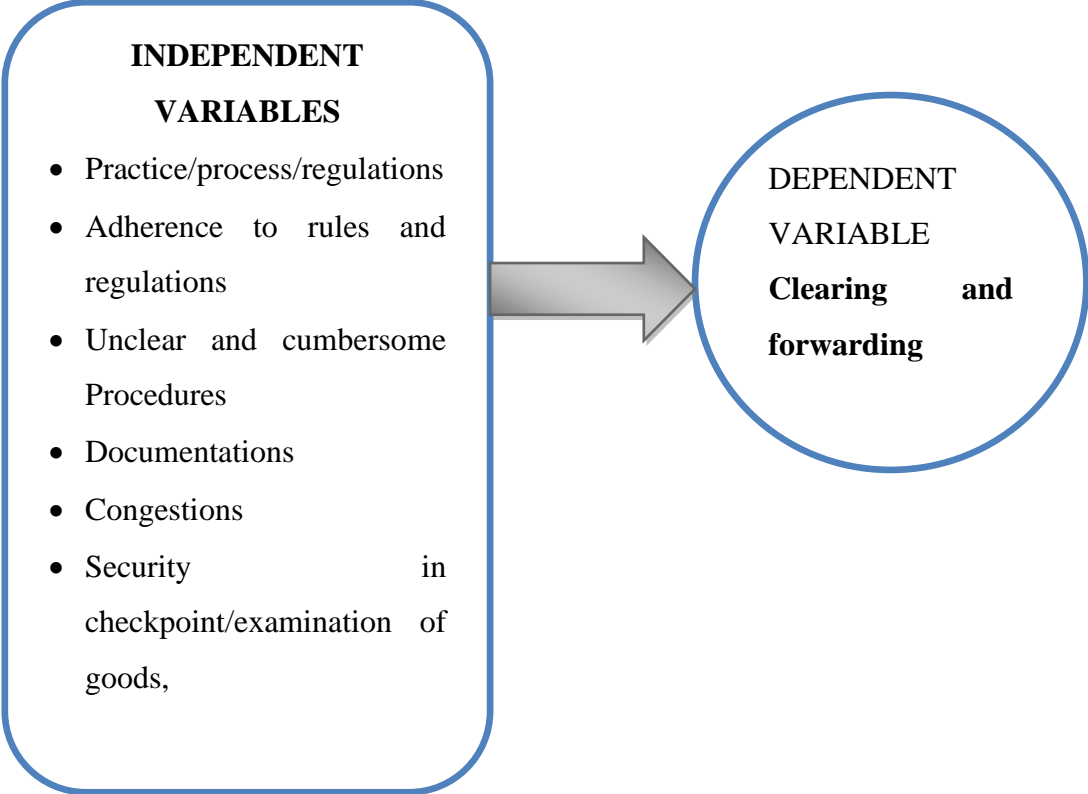 INDEPENDENT
VARIABLES
• Practice/process/regulations
• Adherence to rules and
regulations
• Unclear and cumbersome
Procedures
• Documentations
• Congestions
• Security in
checkpoint/examination of
goods,
DEPENDENT
VARIABLE
Clearing and
forwarding